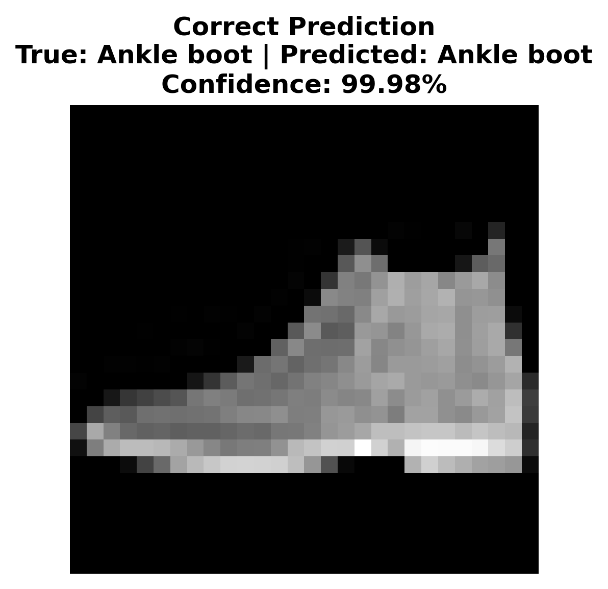 Correct Prediction
True: Ankle boot | Predicted: Ankle boot
Confidence: 99.98%